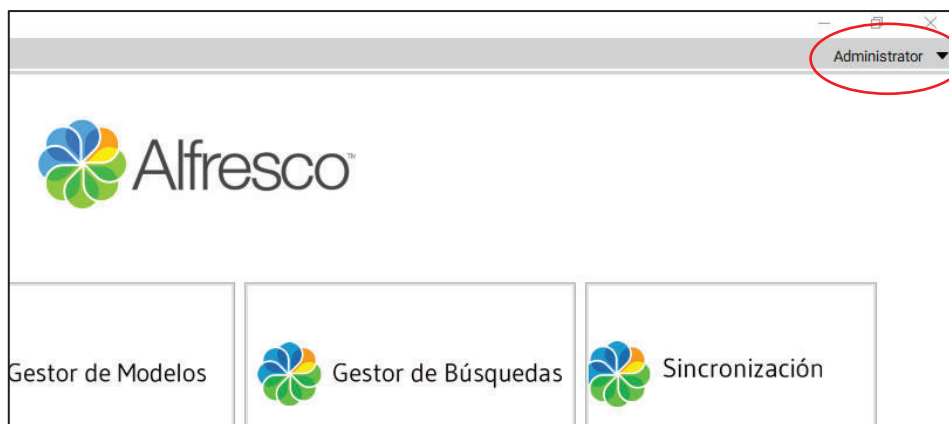 Administrator
Alfresco™
Gestor de Modelos
Gestor de Búsquedas
Sincronización